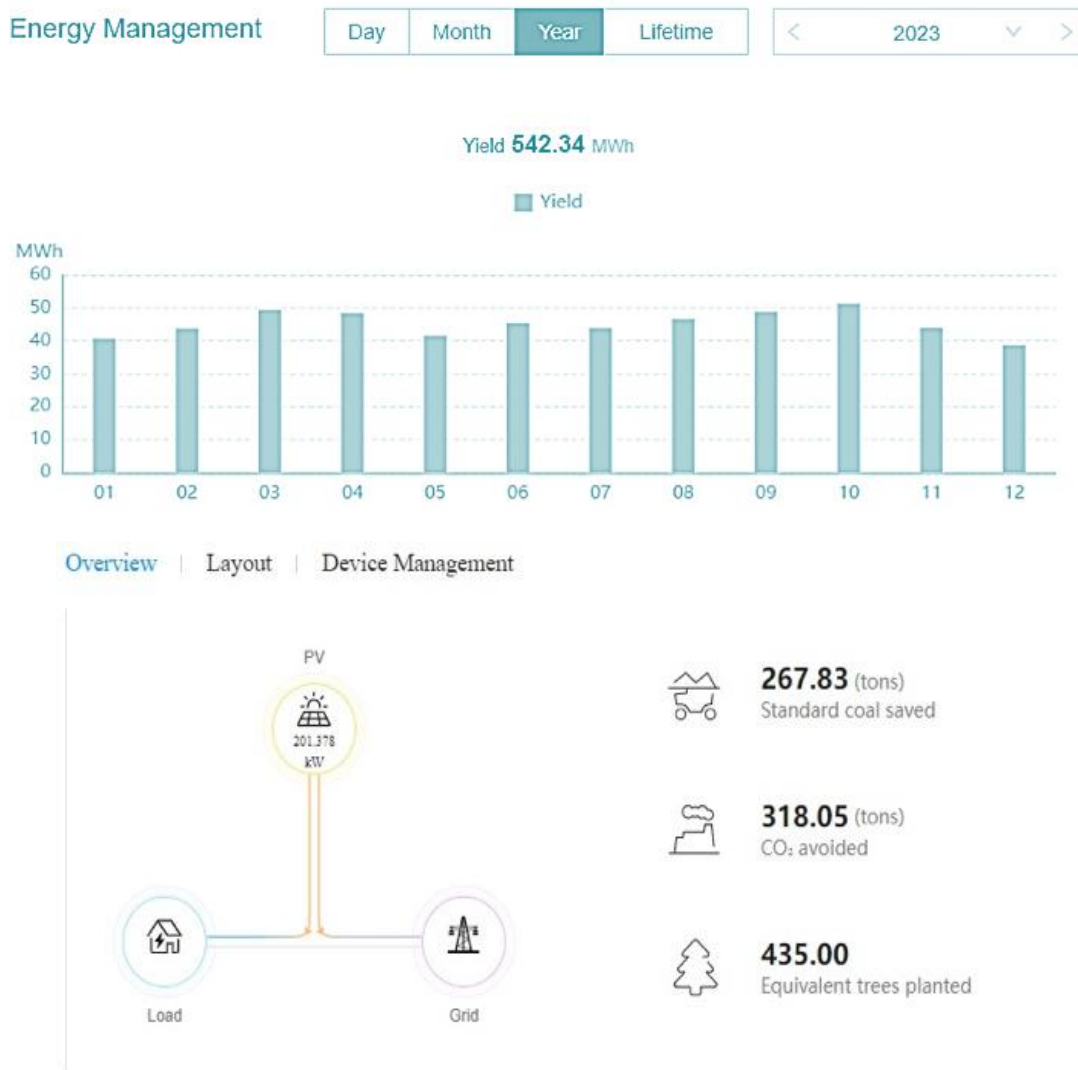 Energy Management
Day Month Year Lifetime < 2023 >
Yield 542.34 MWh
Yield
MWh
60
50
40
30
20
10
0
01 02 03 04 05 06 07 08 09 10 11 12
Overview | Layout | Device Management
PV
201.378
kW
Load
Grid
267.83 (tons)
Standard coal saved
318.05 (tons)
CO₂ avoided
435.00
Equivalent trees planted